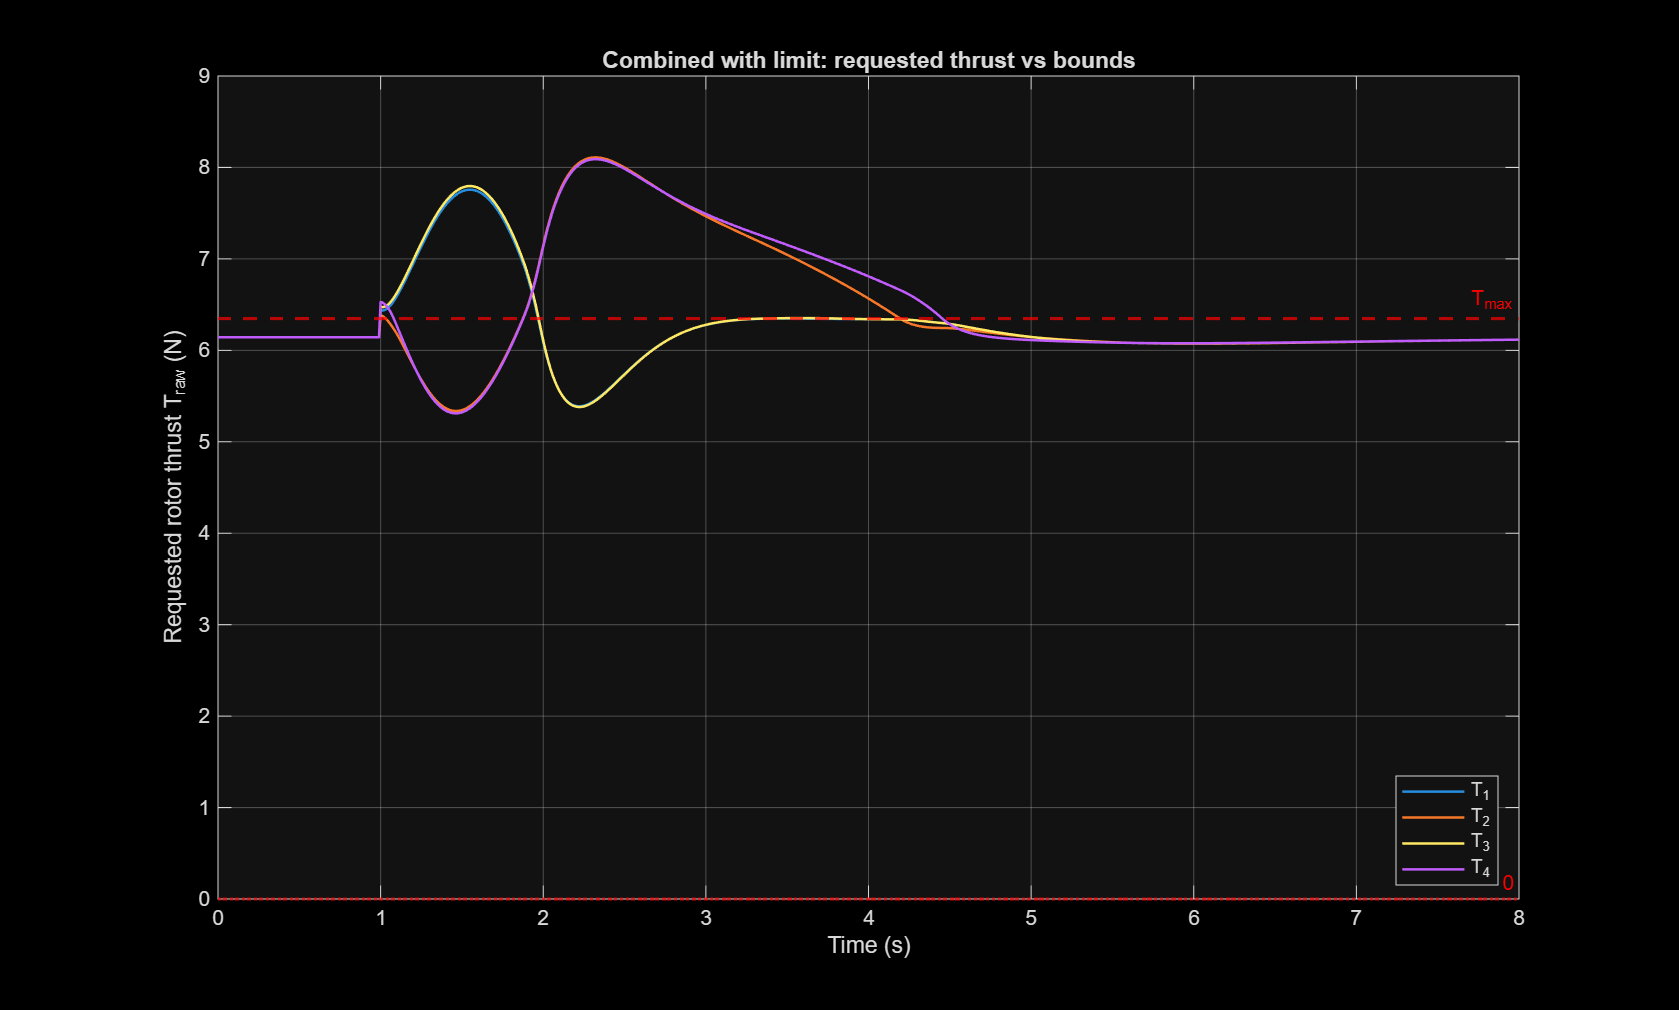 Combined with limit: requested thrust vs bounds
9
8
7
6
5
4
3
2
1
0
Requested rotor thrust T_raw (N)
T_max
T_1
T_2
T_3
T_4
0
0 1 2 3 4 5 6 7 8
Time (s)